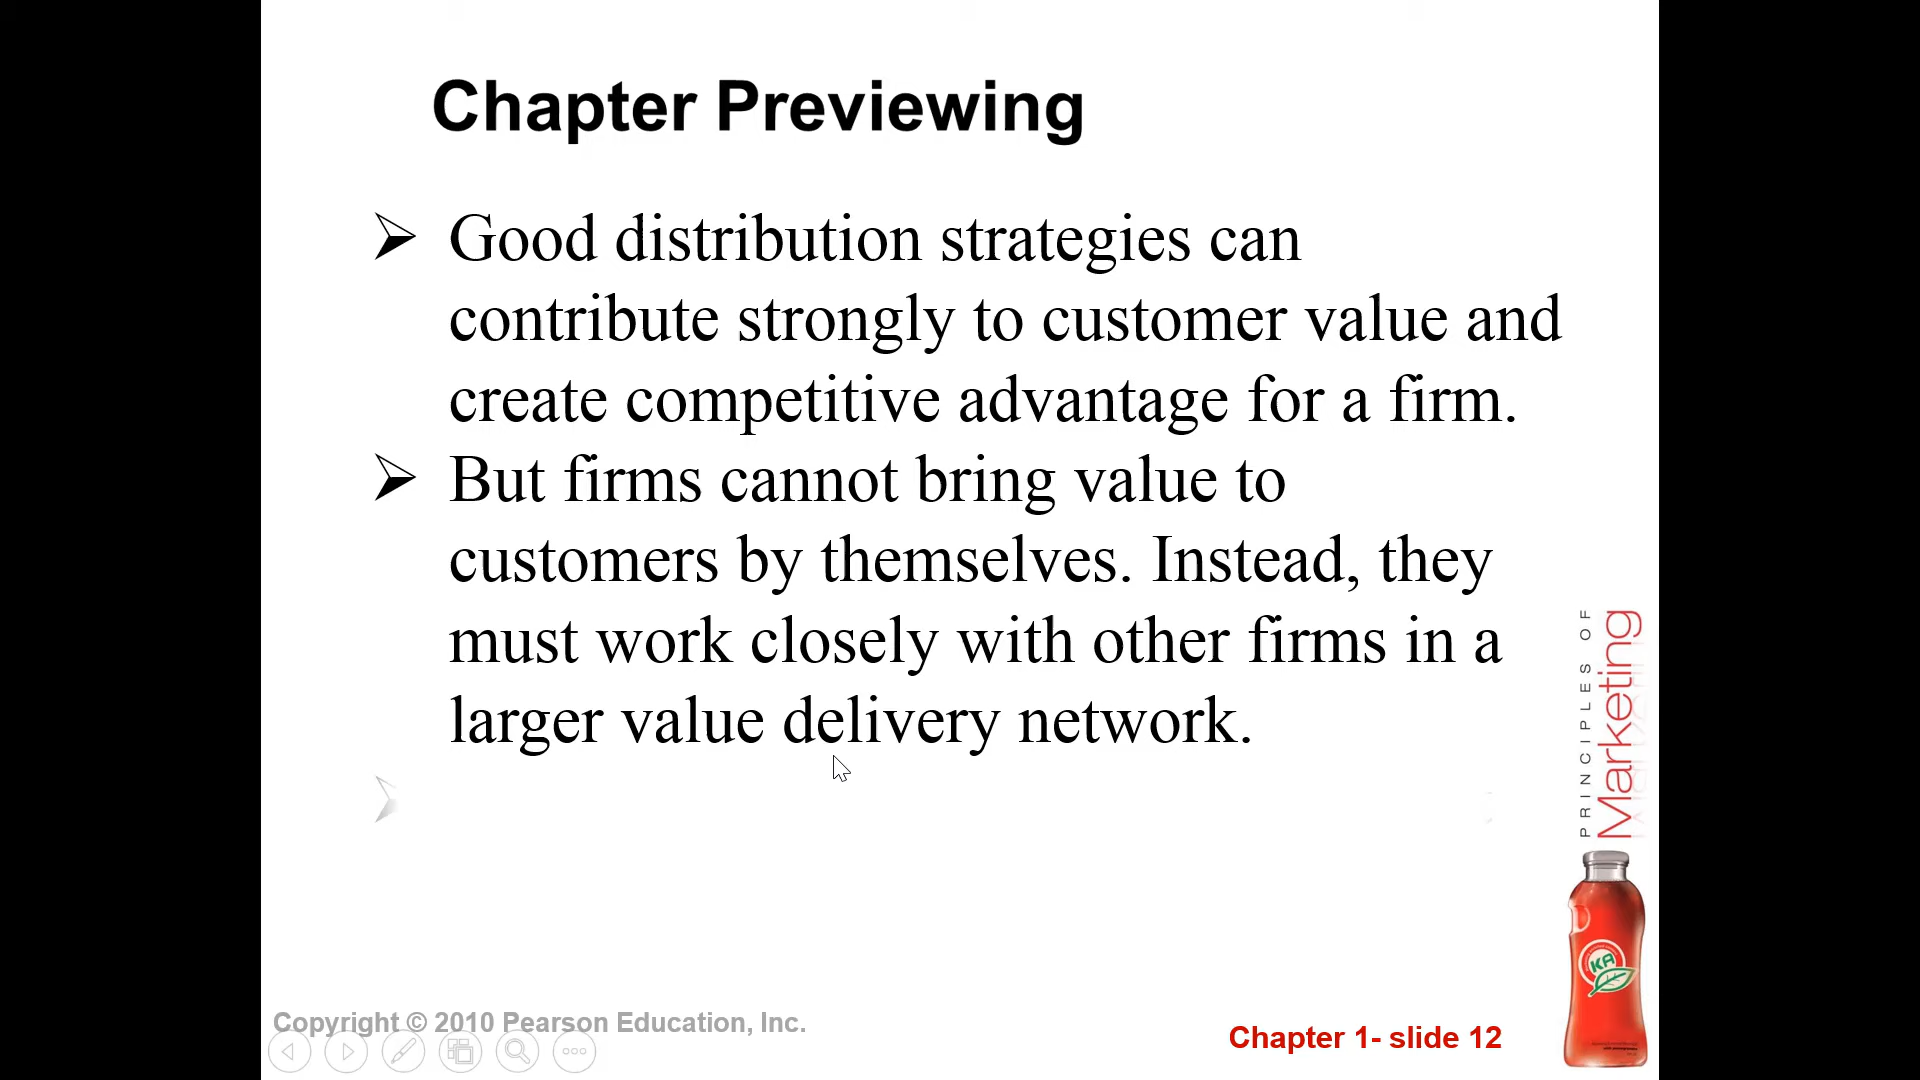 Chapter Previewing
➢ Good distribution strategies can
contribute strongly to customer value and
create competitive advantage for a firm.
➢ But firms cannot bring value to
customers by themselves. Instead, they
must work closely with other firms in a
larger value delivery network.
PRINCIPLES OF
Marketing
KA
Copyright © 2010 Pearson Education, Inc.
Chapter 1- slide 12